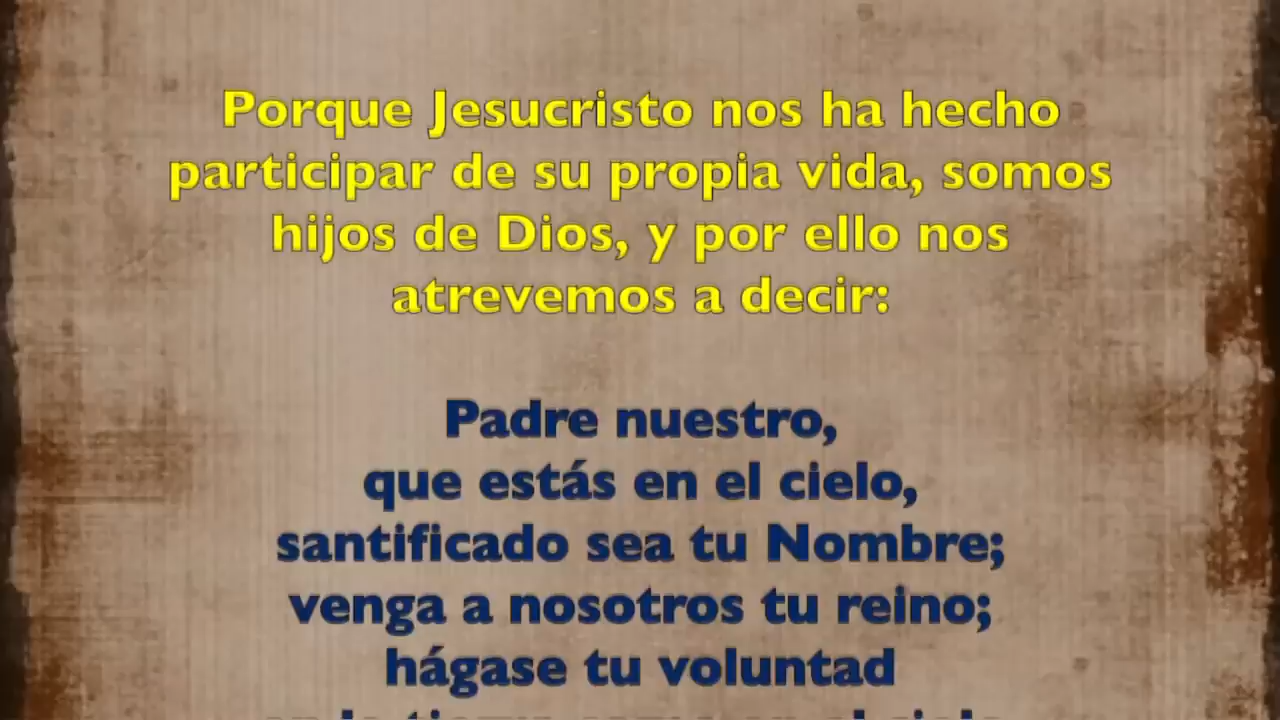 Porque Jesucristo nos ha hecho
participar de su propia vida, somos
hijos de Dios, y por ello nos
atrevemos a decir:
Padre nuestro,
que estás en el cielo,
santificado sea tu Nombre;
venga a nosotros tu reino;
hágase tu voluntad